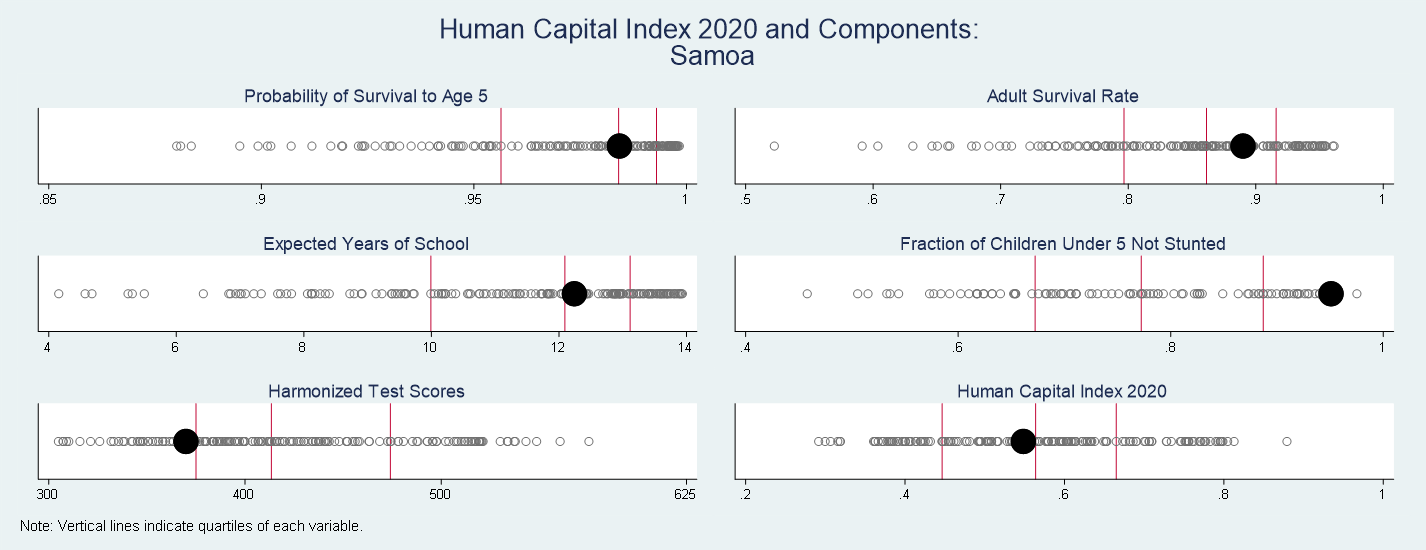 Human Capital Index 2020 and Components:
Samoa
Probability of Survival to Age 5
.85 .9 .95 1
Adult Survival Rate
.5 .6 .7 .8 .9 1
Expected Years of School
4 6 8 10 12 14
Fraction of Children Under 5 Not Stunted
.4 .6 .8 1
Harmonized Test Scores
300 400 500 625
Human Capital Index 2020
.2 .4 .6 .8 1
Note: Vertical lines indicate quartiles of each variable.